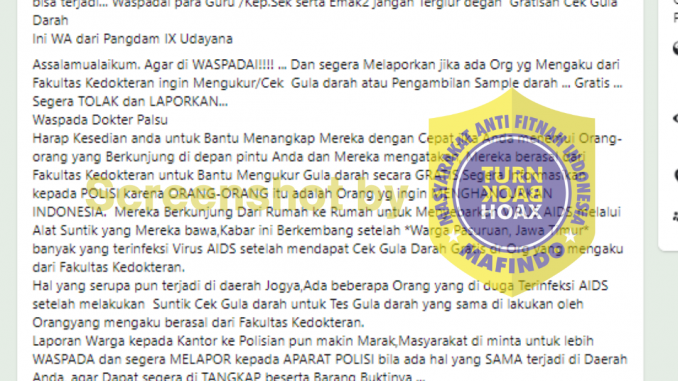 bisa terjadi... Waspadai para Guru /Kep.Sek serta Emak2 jangan Tergiur degan Gratisan Cek Gula
Darah
Ini WA dari Pangdam IX Udayana
Assalamualaikum. Agar di WASPADAI!!!! ... Dan segera Melaporkan jika ada Org yg Mengaku dari
Fakultas Kedokteran ingin Mengukur/Cek Gula darah atau Pengambilan Sample darah ... Gratis ...
Segera TOLAK dan LAPORKAN...
Waspada Dokter Palsu
Harap Kesedian anda untuk Bantu Menangkap Mereka dengan Cepat Jika Anda menemui Orang-
orang yang Berkunjung di depan pintu Anda dan Mereka mengatakan Mereka berasal dari
Fakultas Kedokteran untuk Bantu Mengukur Gula darah secara GRATIS Segera Informasikan
kepada POLISI karena ORANG-ORANG itu adalah Orang yg ingin MENGHANCURKAN
INDONESIA. Mereka Berkunjung Dari Rumah ke Rumah untuk Menyebarkan AIDS melalui
Alat Suntik yang Mereka bawa,Kabar ini Berkembang setelah *Warga Pasuruan, Jawa Timur*
banyak yang terinfeksi Virus AIDS setelah mendapat Cek Gula Darah Gratis dr Org yang mengaku
dari Fakultas Kedokteran.
Hal yang serupa pun terjadi di daerah Jogya,Ada beberapa Orang yang di duga Terinfeksi AIDS
setelah melakukan Suntik Cek Gula darah untuk Tes Gula darah yang sama di lakukan oleh
Orangyang mengaku berasal dari Fakultas Kedokteran.
Laporan Warga kepada Kantor ke Polisian pun makin Marak,Masyarakat di minta untuk lebih
WASPADA dan segera MELAPOR kepada APARAT POLISI bila ada hal yang SAMA terjadi di Daerah
Anda, agar Dapat segera di TANGKAP beserta Barang Buktinya ...
Screenshot by
MASYARAKAT ANTI FITNAH INDONESIA
TURN
BACK
HOAX
MAFINDO